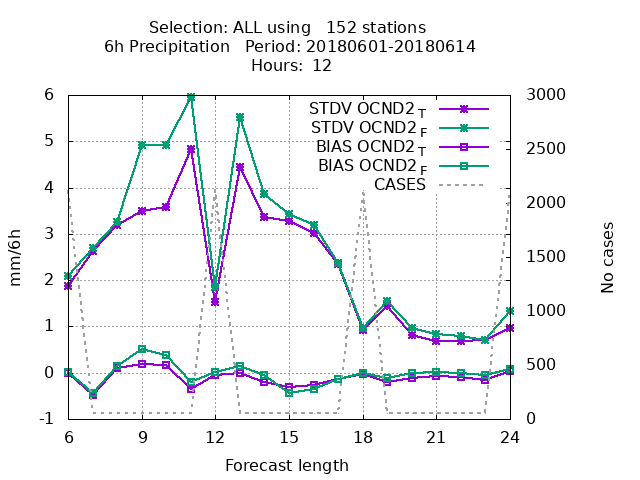 Selection: ALL using   152 stations
6h Precipitation   Period: 20180601-20180614
Hours:  12
STDV OCND2 T
STDV OCND2 F
BIAS OCND2 T
BIAS OCND2 F
CASES
mm/6h
6
5
4
3
2
1
0
-1
3000
2500
2000
1500
1000
500
0
No cases
6 9 12 15 18 21 24
Forecast length